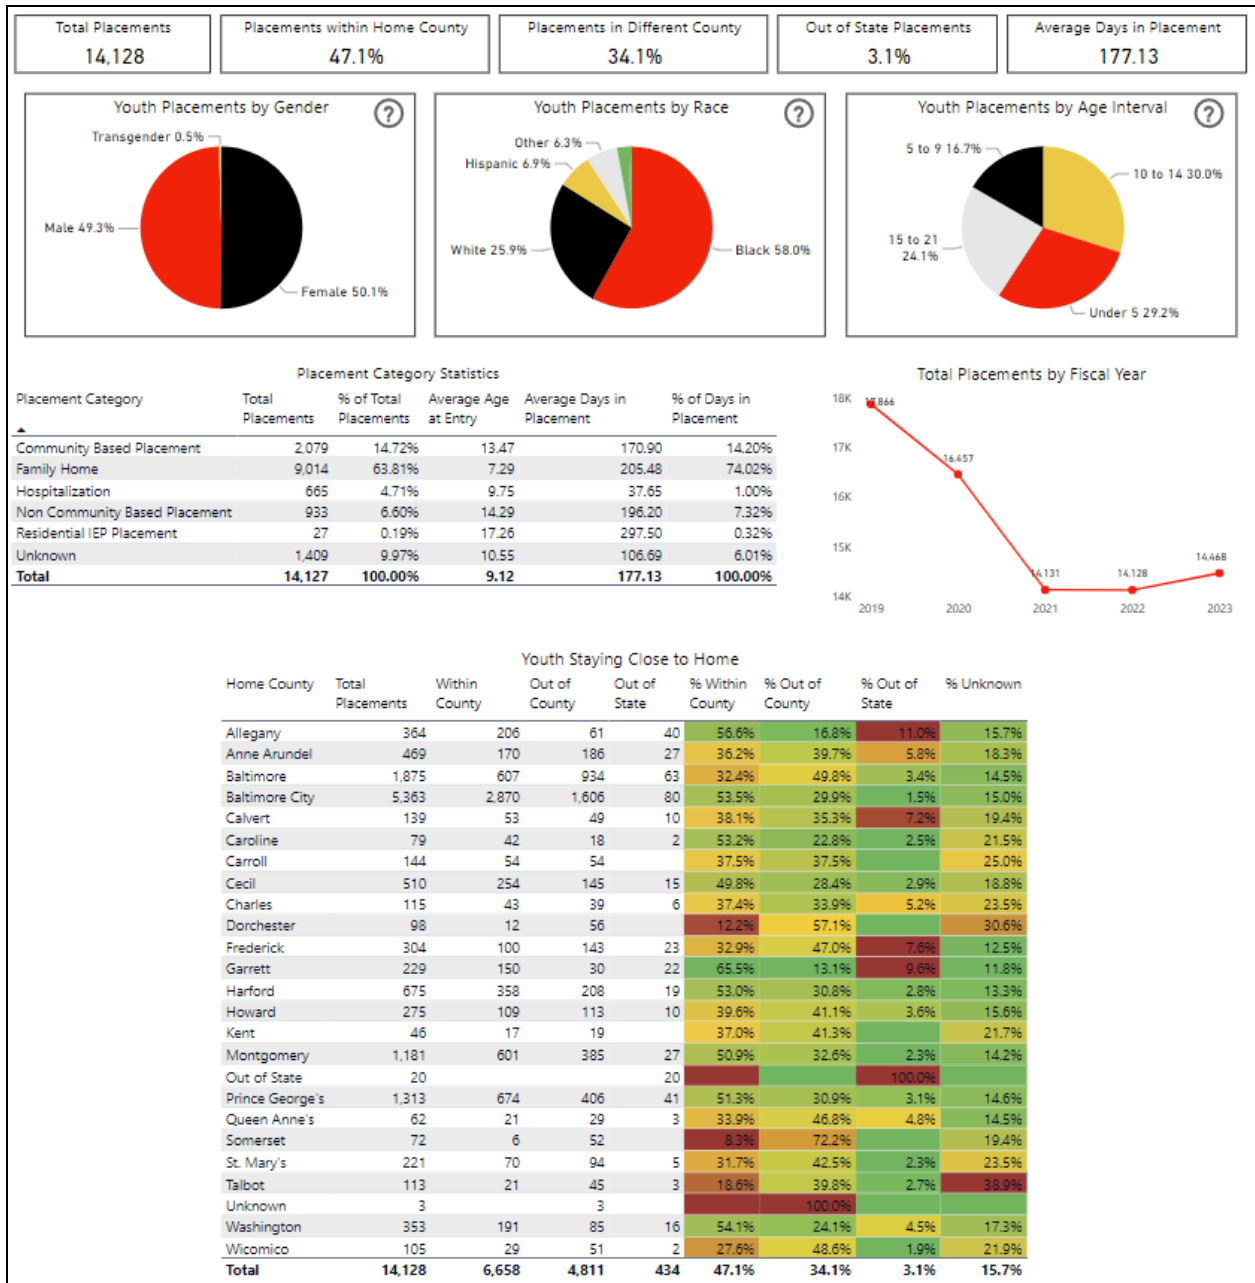 Total Placements
14,128
Placements within Home County
47.1%
Placements in Different County
34.1%
Out of State Placements
3.1%
Average Days in Placement
177.13
Youth Placements by Gender
?
Transgender 0.5%
Male 49.3%
Female 50.1%
Youth Placements by Race
?
Other 6.3%
Hispanic 6.9%
White 25.9%
Black 58.0%
Youth Placements by Age Interval
?
5 to 9 16.7%
10 to 14 30.0%
15 to 21
24.1%
Under 5 29.2%
Placement Category Statistics
Placement Category Total Placements % of Total Placements Average Age at Entry Average Days in Placement % of Days in Placement
Community Based Placement 2,079 14.72% 13.47 170.90 14.20%
Family Home 9,014 63.81% 7.29 205.48 74.02%
Hospitalization 665 4.71% 9.75 37.65 1.00%
Non Community Based Placement 933 6.60% 14.29 196.20 7.32%
Residential IEP Placement 27 0.19% 17.26 297.50 0.32%
Unknown 1,409 9.97% 10.55 106.69 6.01%
Total 14,127 100.00% 9.12 177.13 100.00%
Total Placements by Fiscal Year
18K
17K
16K
15K
14K
17,866
16,457
14,131
14,128
14,468
2019 2020 2021 2022 2023
Youth Staying Close to Home
Home County Total Placements Within County Out of County Out of State % Within County % Out of County % Out of State % Unknown
Allegany 364 206 61 40 56.6% 16.8% 11.0% 15.7%
Anne Arundel 469 170 186 27 36.2% 39.7% 5.8% 18.3%
Baltimore 1,875 607 934 63 32.4% 49.8% 3.4% 14.5%
Baltimore City 5,363 2,870 1,606 80 53.5% 29.9% 1.5% 15.0%
Calvert 139 53 49 10 38.1% 35.3% 7.2% 19.4%
Caroline 79 42 18 2 53.2% 22.8% 2.5% 21.5%
Carroll 144 54 54 37.5% 37.5% 25.0%
Cecil 510 254 145 15 49.8% 28.4% 2.9% 18.8%
Charles 115 43 39 6 37.4% 33.9% 5.2% 23.5%
Dorchester 98 12 56 12.2% 57.1% 30.6%
Frederick 304 100 143 23 32.9% 47.0% 7.6% 12.5%
Garrett 229 150 30 22 65.5% 13.1% 9.6% 11.8%
Harford 675 358 208 19 53.0% 30.8% 2.8% 13.3%
Howard 275 109 113 10 39.6% 41.1% 3.6% 15.6%
Kent 46 17 19 37.0% 41.3% 21.7%
Montgomery 1,181 601 385 27 50.9% 32.6% 2.3% 14.2%
Out of State 20 20 100.0%
Prince George's 1,313 674 406 41 51.3% 30.9% 3.1% 14.6%
Queen Anne's 62 21 29 3 33.9% 46.8% 4.8% 14.5%
Somerset 72 6 52 8.3% 72.2% 19.4%
St. Mary's 221 70 94 5 31.7% 42.5% 2.3% 23.5%
Talbot 113 21 45 3 18.6% 39.8% 2.7% 38.9%
Unknown 3 3 100.0%
Washington 353 191 85 16 54.1% 24.1% 4.5% 17.3%
Wicomico 105 29 51 2 27.6% 48.6% 1.9% 21.9%
Total 14,128 6,658 4,811 434 47.1% 34.1% 3.1% 15.7%